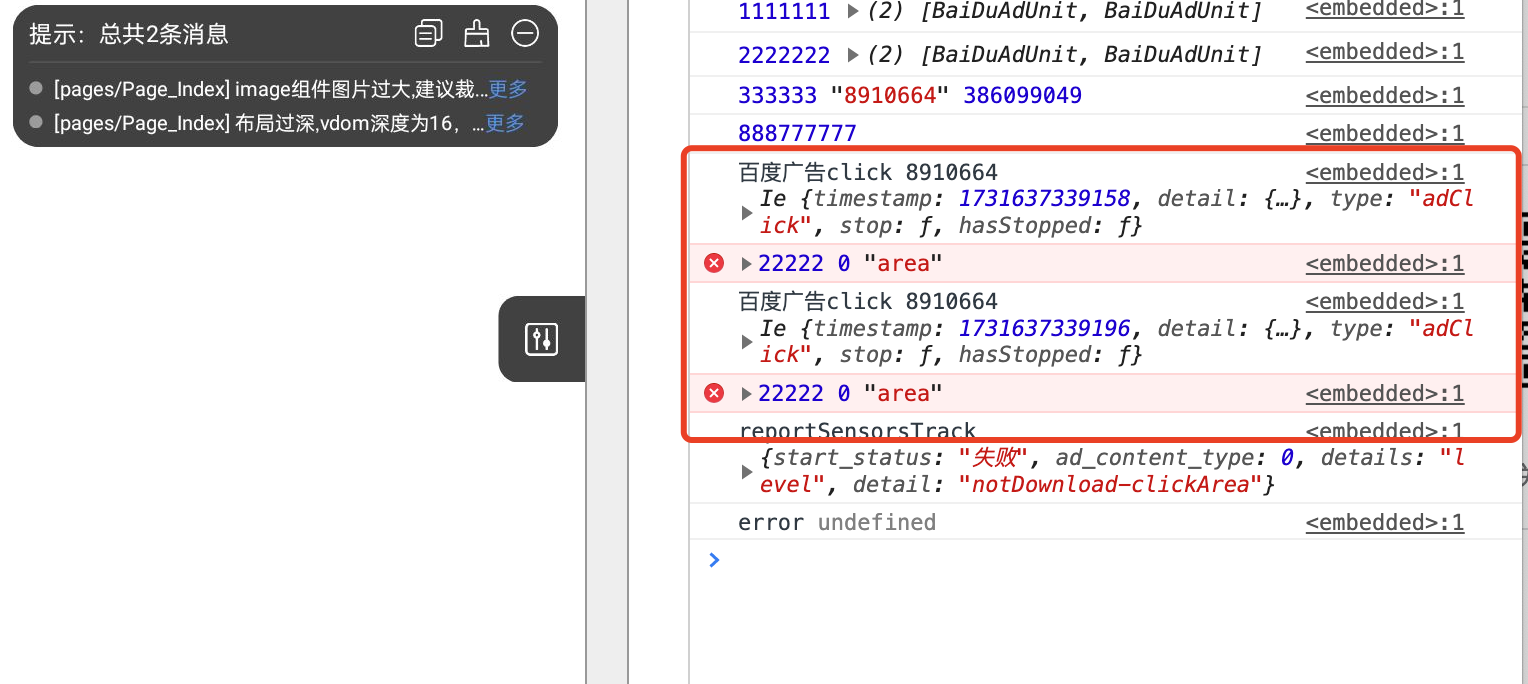 提示：总共2条消息
[pages/Page_Index] image组件图片过大,建议裁...更多
[pages/Page_Index] 布局过深,vdom深度为16，...更多
1111111 (2) [BaiDuAdUnit, BaiDuAdUnit] <embedded>:1
2222222 (2) [BaiDuAdUnit, BaiDuAdUnit] <embedded>:1
333333 "8910664" 386099049 <embedded>:1
888777777 <embedded>:1
百度广告click 8910664 <embedded>:1
Ie {timestamp: 1731637339158, detail: {…}, type: "adCl
ick", stop: ƒ, hasStopped: ƒ}
22222 0 "area" <embedded>:1
百度广告click 8910664 <embedded>:1
Ie {timestamp: 1731637339196, detail: {…}, type: "adCl
ick", stop: ƒ, hasStopped: ƒ}
22222 0 "area" <embedded>:1
reportSensorsTrack <embedded>:1
{start_status: "失败", ad_content_type: 0, details: "l
evel", detail: "notDownload-clickArea"}
error undefined <embedded>:1